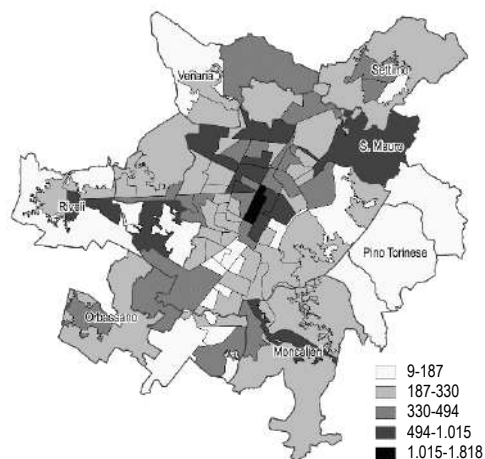 Venaria
Settimo
S. Mauro
Rivoli
Pino Torinese
Orbassano
Moncalieri
9-187
187-330
330-494
494-1.015
1.015-1.818